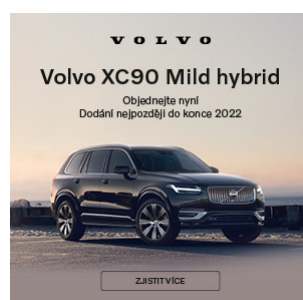 VOLVO
Volvo XC90 Mild hybrid
Objednejte nyní
Dodání nejpozději do konce 2022
ZJISTIT VÍCE